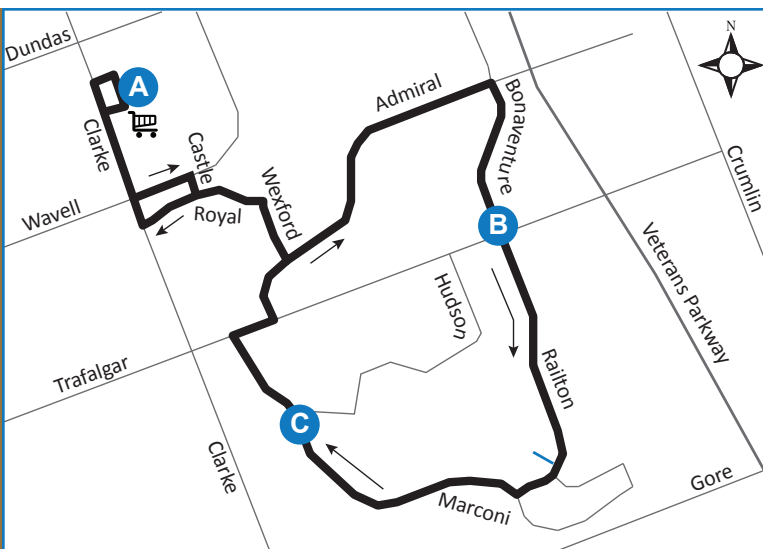 Dundas
N
A
Admiral
Bonaventure
Clarke
Castle
Crumlin
Wexford
Wavell
Royal
B
Veterans Parkway
Hudson
Trafalgar
Railton
C
Clarke
Gore
Marconi